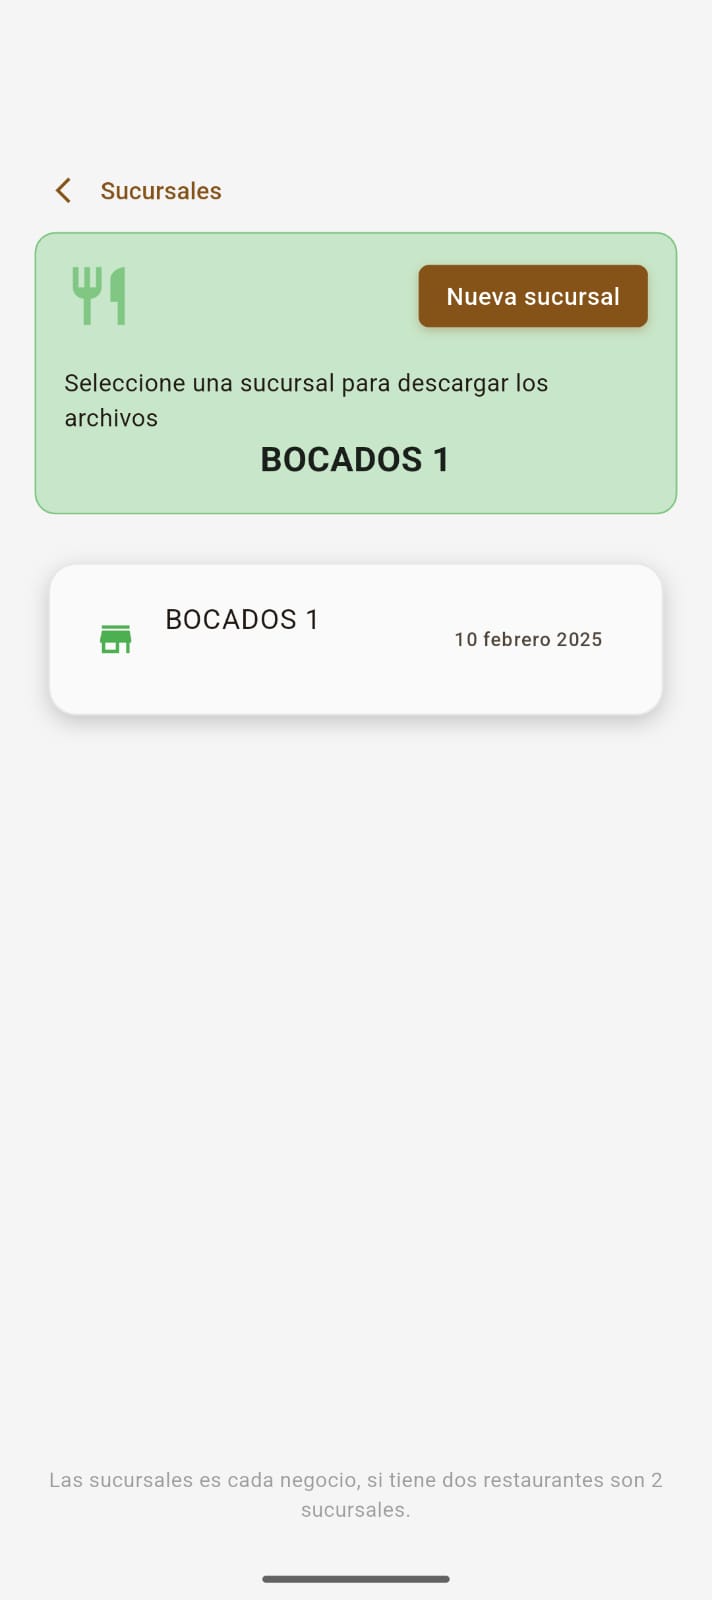 Sucursales
Nueva sucursal
Seleccione una sucursal para descargar los
archivos
BOCADOS 1
BOCADOS 1
10 febrero 2025
Las sucursales es cada negocio, si tiene dos restaurantes son 2
sucursales.